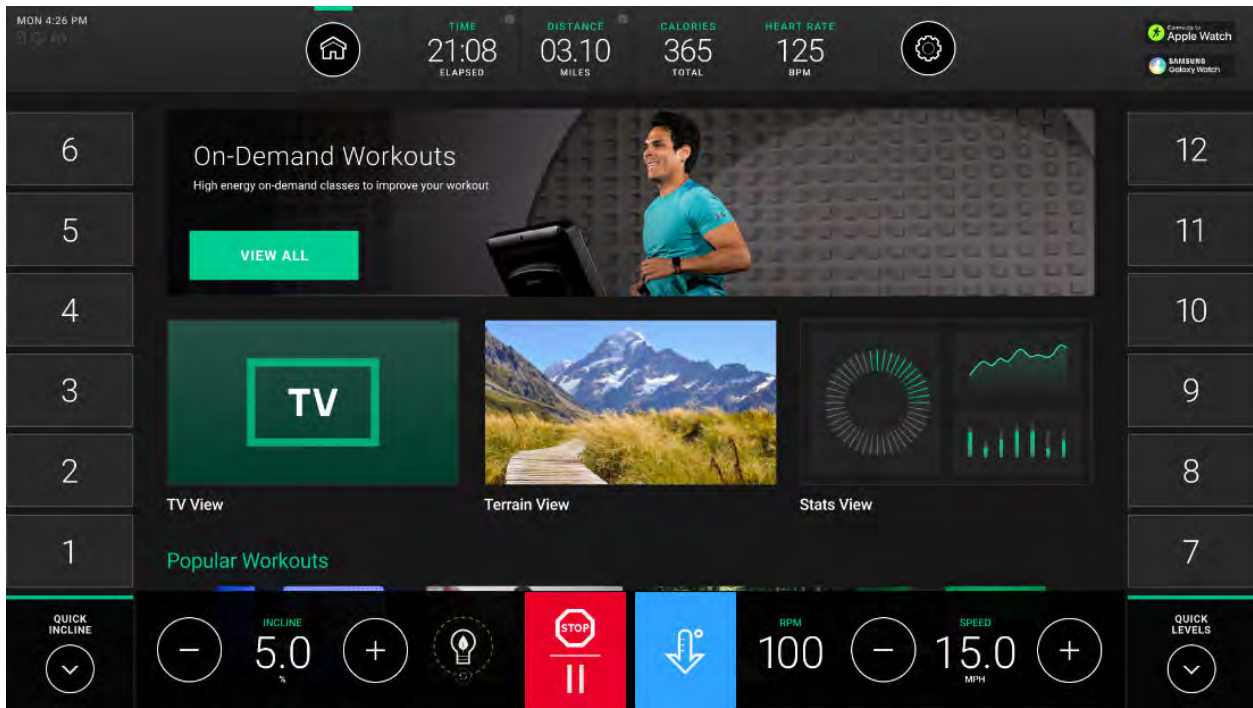 MON 4:26 PM
TIME
21:08
ELAPSED
DISTANCE
03.10
MILES
CALORIES
365
TOTAL
HEART RATE
125
BPM
Connects to
Apple Watch
SAMSUNG
Galaxy Watch
6
5
4
3
2
1
QUICK
INCLINE
On-Demand Workouts
High energy on-demand classes to improve your workout
VIEW ALL
TV
TV View
Terrain View
Stats View
Popular Workouts
12
11
10
9
8
7
QUICK
LEVELS
INCLINE
5.0
%
STOP
RPM
100
SPEED
15.0
MPH